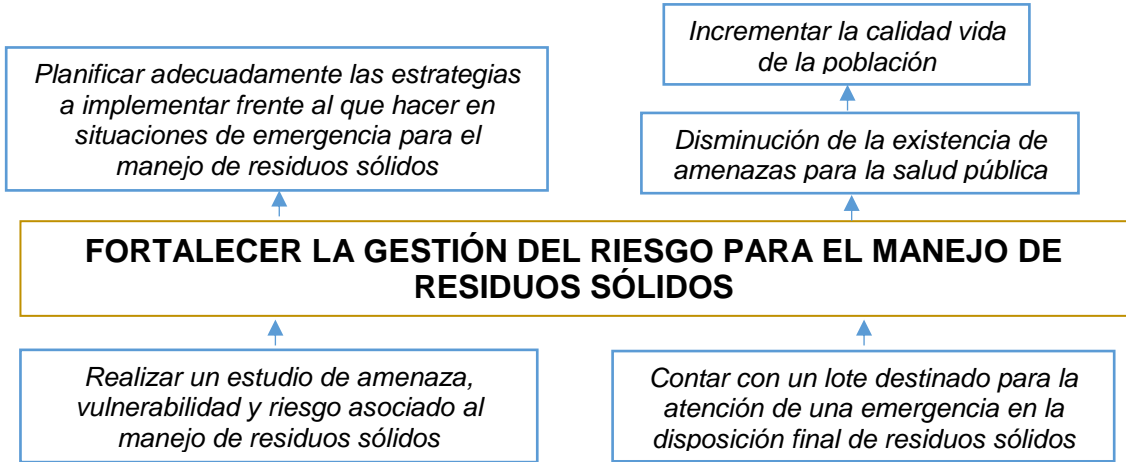 Incrementar la calidad vida
de la población
Planificar adecuadamente las estrategias
a implementar frente al que hacer en
situaciones de emergencia para el
manejo de residuos sólidos
Disminución de la existencia de
amenazas para la salud pública
FORTALECER LA GESTIÓN DEL RIESGO PARA EL MANEJO DE
RESIDUOS SÓLIDOS
Realizar un estudio de amenaza,
vulnerabilidad y riesgo asociado al
manejo de residuos sólidos
Contar con un lote destinado para la
atención de una emergencia en la
disposición final de residuos sólidos